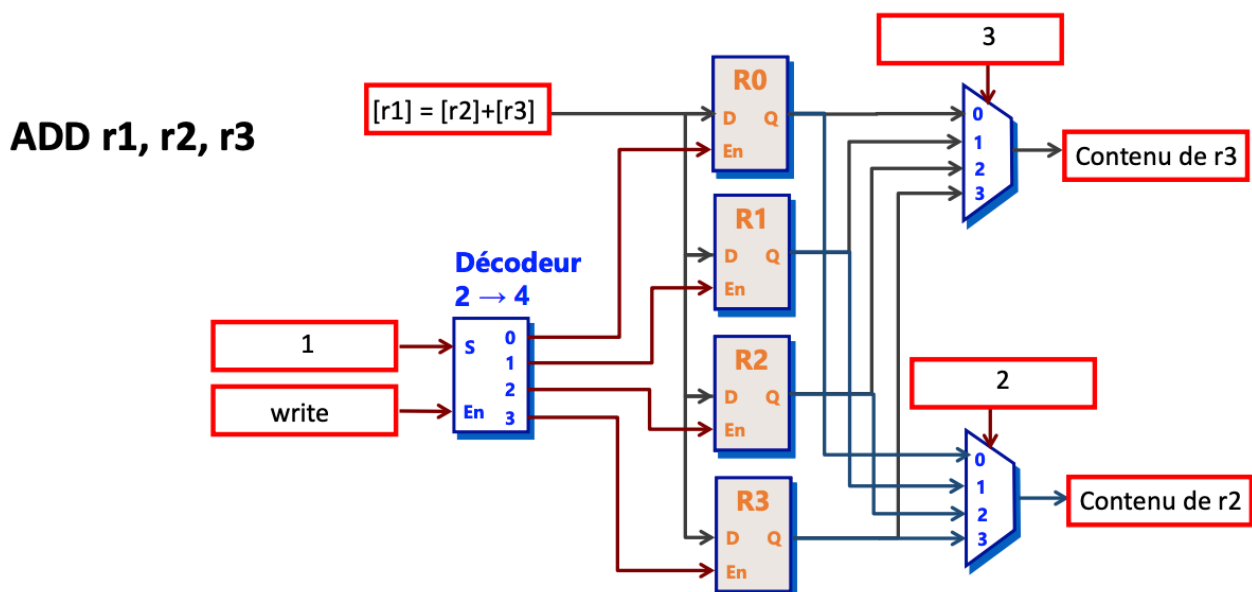 ADD r1, r2, r3
[r1] = [r2]+[r3]
3
R0
D Q
En
0
1
2
3
Contenu de r3
R1
D Q
En
Décodeur
2 → 4
1
write
S
En
0
1
2
3
R2
D Q
En
2
0
1
2
3
Contenu de r2
R3
D Q
En